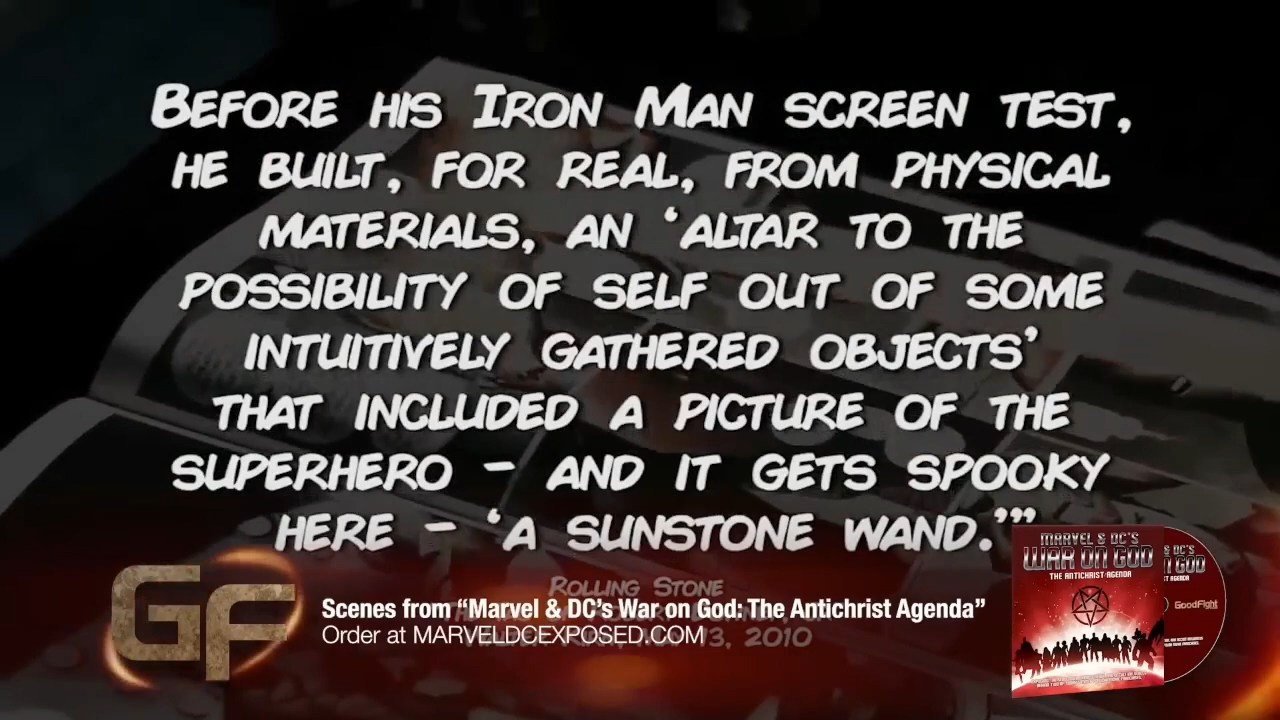 BEFORE HIS IRON MAN SCREEN TEST,
HE BUILT, FOR REAL, FROM PHYSICAL
MATERIALS, AN ‘ALTAR TO THE
POSSIBILITY OF SELF OUT OF SOME
INTUITIVELY GATHERED OBJECTS’
THAT INCLUDED A PICTURE OF THE
SUPERHERO – AND IT GETS SPOOKY
HERE – ‘A SUNSTONE WAND.’”
ROLLING STONE
13, 2010
GF
Scenes from “Marvel & DC’s War on God: The Antichrist Agenda”
Order at MARVELDCEXPOSED.COM
MARVEL & DC'S
WAR ON GOD
THE ANTICHRIST AGENDA
GoodFight